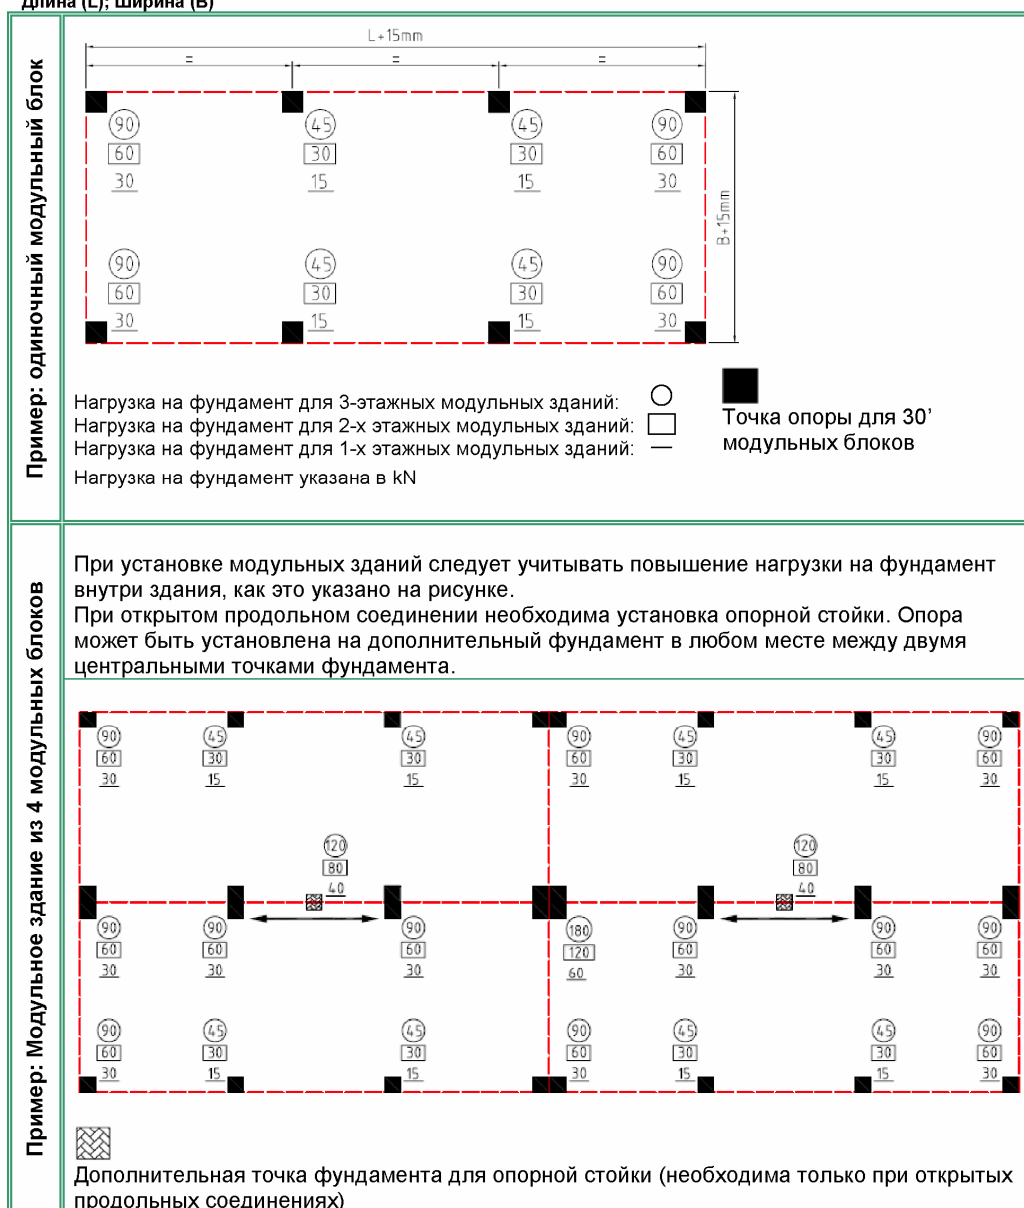 Длина (L); Ширина (B)
Пример: одиночный модульный блок
L+15mm
= = =
90 45 45 90
60 30 30 60
30 15 15 30
B+15mm
90 45 45 90
60 30 30 60
30 15 15 30
Нагрузка на фундамент для 3-этажных модульных зданий:
Нагрузка на фундамент для 2-х этажных модульных зданий:
Нагрузка на фундамент для 1-х этажных модульных зданий:
Нагрузка на фундамент указана в kN
Точка опоры для 30’
модульных блоков
Пример: Модульное здание из 4 модульных блоков
При установке модульных зданий следует учитывать повышение нагрузки на фундамент
внутри здания, как это указано на рисунке.
При открытом продольном соединении необходима установка опорной стойки. Опора
может быть установлена на дополнительный фундамент в любом месте между двумя
центральными точками фундамента.
90 45 45 90 45 45 90
60 30 30 60 30 30 60
30 15 15 30 15 15 30
120 120
80 80
40 40
90 90 90 180 90 90 90
60 60 60 120 60 60 60
30 30 30 60 30 30 30
90 45 45 90 45 45 90
60 30 30 60 30 30 60
30 15 15 30 15 15 30
Дополнительная точка фундамента для опорной стойки (необходима только при открытых
продольных соединениях)